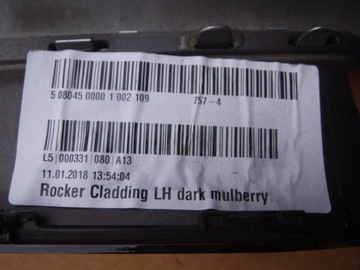 5 08045 0000 1 002 109 757-4
L5 |000331 |080 | A13
11.01.2018 13:54:04
Rocker Cladding LH dark mulberry